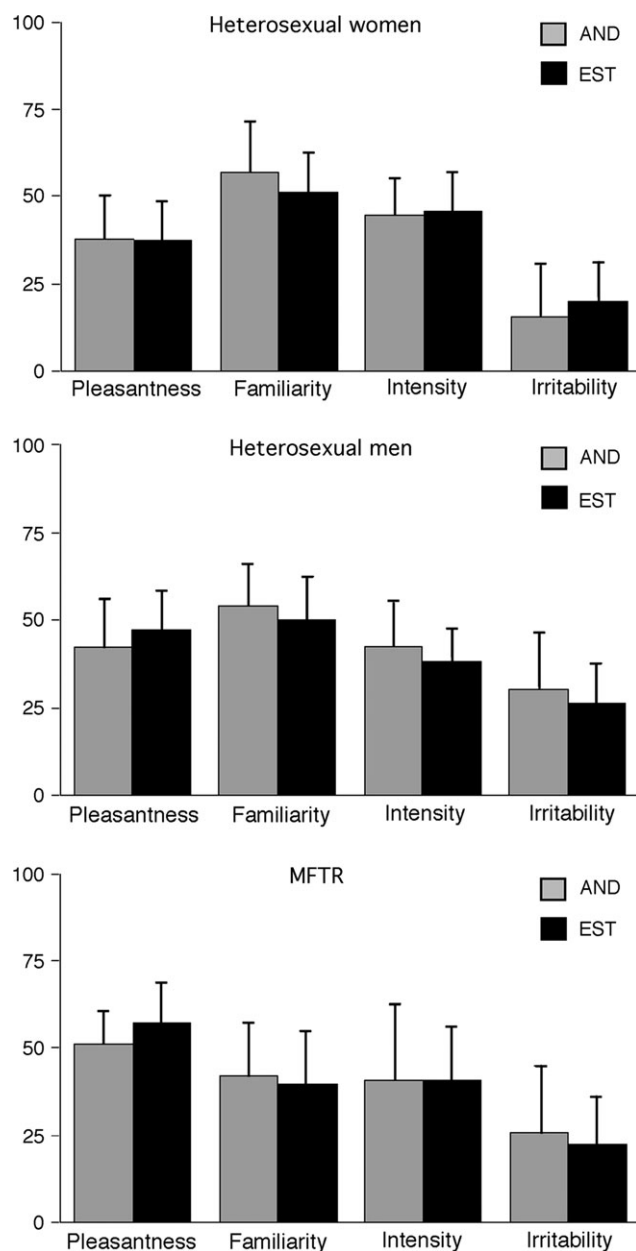 Heterosexual women
AND
EST
100
75
50
25
0
Pleasantness Familiarity Intensity Irritability
Heterosexual men
AND
EST
100
75
50
25
0
Pleasantness Familiarity Intensity Irritability
MFTR
AND
EST
100
75
50
25
0
Pleasantness Familiarity Intensity Irritability